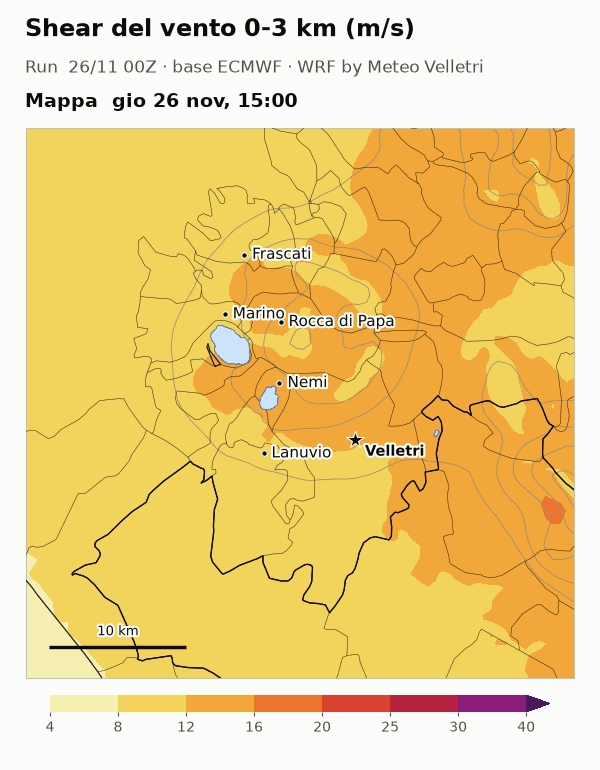 Shear del vento 0-3 km (m/s)
Run  26/11 00Z · base ECMWF · WRF by Meteo Velletri
Mappa  gio 26 nov, 15:00
Frascati
Marino
Rocca di Papa
Nemi
Velletri
Lanuvio
10 km
4 8 12 16 20 25 30 40